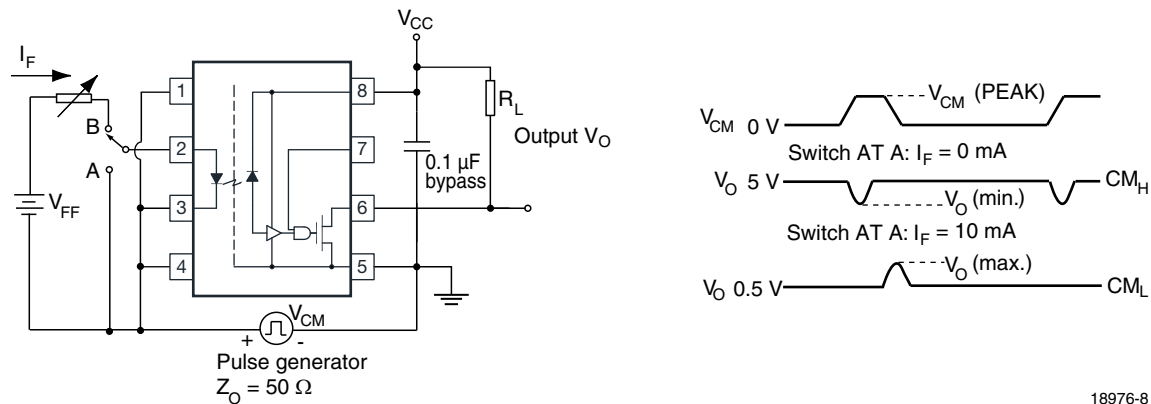 V_CC
I_F
R_L
B
A
V_FF
1
2
3
4
8
7
6
5
Output V_O
0.1 µF
bypass
V_CM
+ -
Pulse generator
Z_O = 50 Ω
V_CM (PEAK)
V_CM 0 V
Switch AT A: I_F = 0 mA
V_O 5 V
CM_H
V_O (min.)
Switch AT A: I_F = 10 mA
V_O (max.)
V_O 0.5 V
CM_L
18976-8